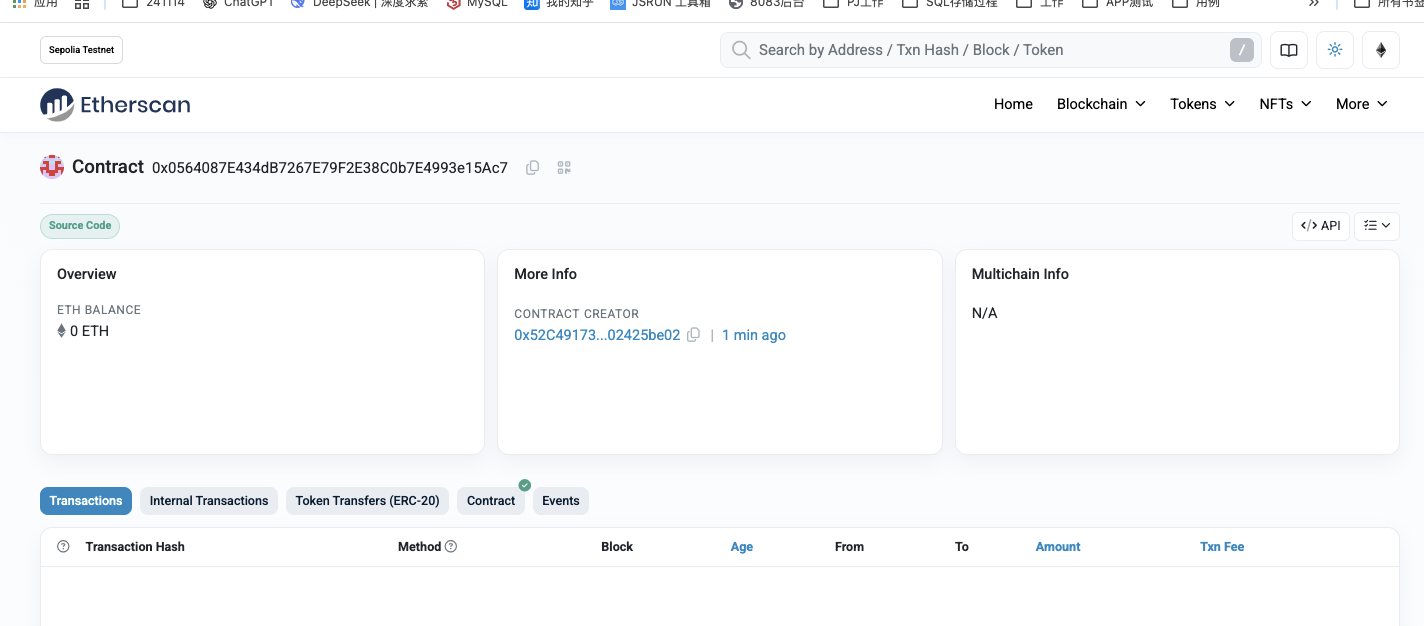 应用 241114 ChatGPT DeepSeek | 深度求索 MySQL 我的知乎 JSRUN 工具箱 8083后台 PJ工作 SQL存储过程 工作 APP测试 用例 » 所有书签
Sepolia Testnet
Search by Address / Txn Hash / Block / Token /
Etherscan
Home Blockchain Tokens NFTs More
Contract 0x0564087E434dB7267E79F2E38C0b7E4993e15Ac7
Source Code
</> API
Overview
ETH BALANCE
0 ETH
More Info
CONTRACT CREATOR
0x52C49173...02425be02 | 1 min ago
Multichain Info
N/A
Transactions Internal Transactions Token Transfers (ERC-20) Contract Events
Transaction Hash Method Block Age From To Amount Txn Fee